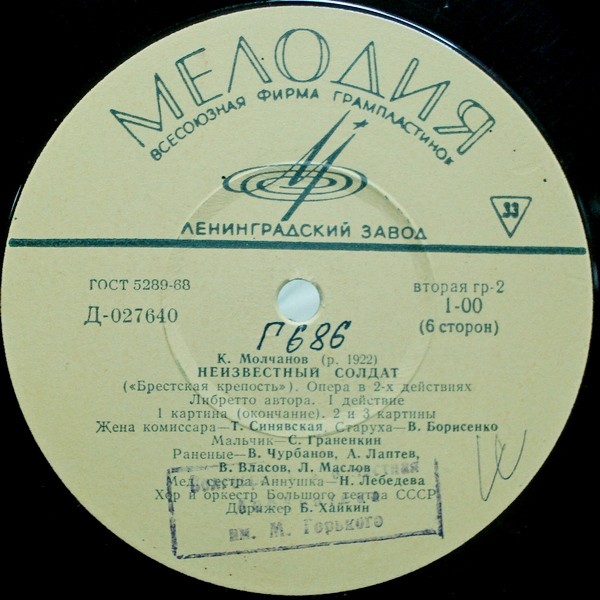 МЕЛОДИЯ
ВСЕСОЮЗНАЯ ФИРМА ГРАМПЛАСТИНОК
ЛЕНИНГРАДСКИЙ ЗАВОД
33
ГОСТ 5289-68
вторая гр-2
Д-027640
1-00
(6 сторон)
Г686
К. Молчанов (р. 1922)
НЕИЗВЕСТНЫЙ СОЛДАТ
(«Брестская крепость»). Опера в 2-х действиях
Либретто автора. 1 действие
1 картина (окончание). 2 и 3 картины
Жена комиссара—Т. Синявская, Старуха—В. Борисенко
Мальчик—С. Граненкин
Раненые—В. Чурбанов, А. Лаптев,
В. Власов, Л. Маслов
Мед. сестра Аннушка—Н. Лебедева
Хор и оркестр Большого театра СССР
Дирижер Б. Хайкин
им. М. Горького